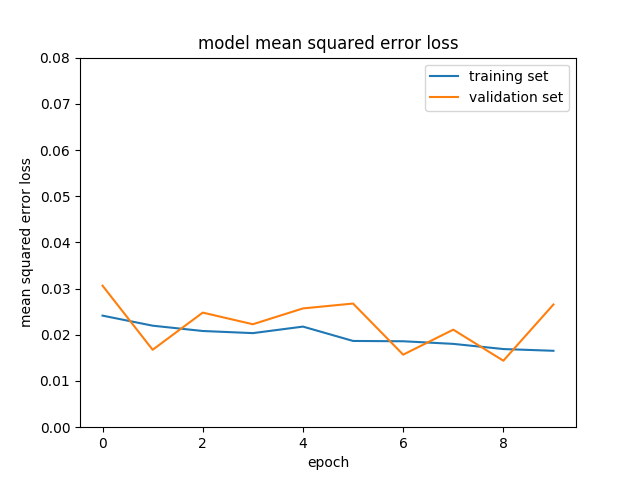 model mean squared error loss
training set
validation set
0.08
0.07
0.06
0.05
0.04
0.03
0.02
0.01
0.00
mean squared error loss
0 2 4 6 8
epoch